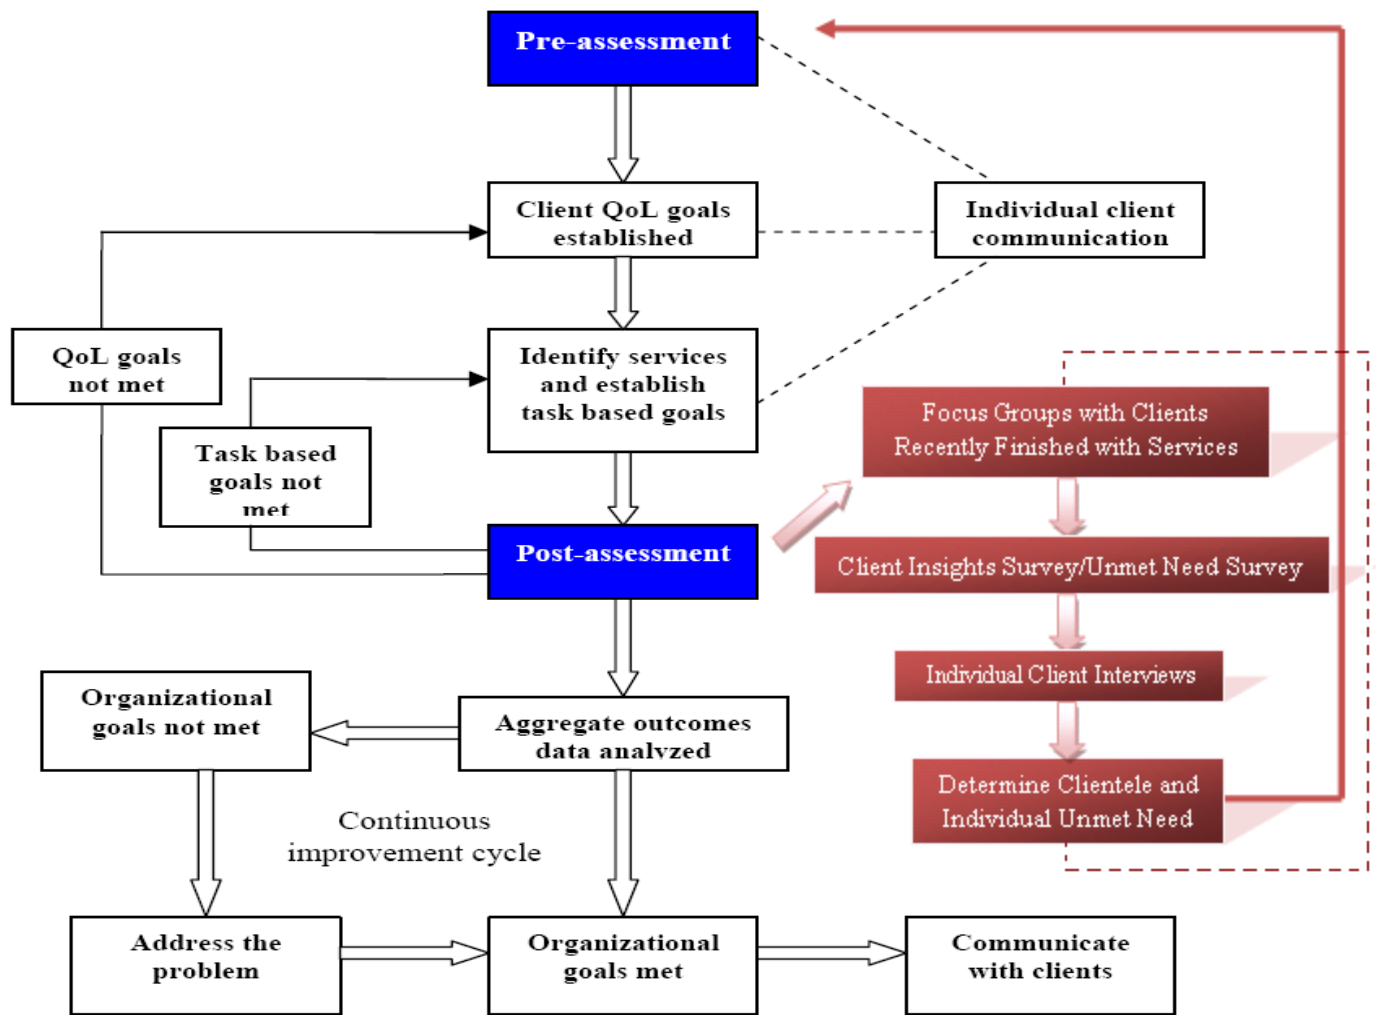 Pre-assessment
Client QoL goals
established
Individual client
communication
QoL goals
not met
Identify services
and establish
task based goals
Task based
goals not
met
Focus Groups with Clients
Recently Finished with Services
Post-assessment
Client Insights Survey/Unmet Need Survey
Individual Client Interviews
Organizational
goals not met
Aggregate outcomes
data analyzed
Determine Clientele and
Individual Unmet Need
Continuous
improvement cycle
Address the
problem
Organizational
goals met
Communicate
with clients